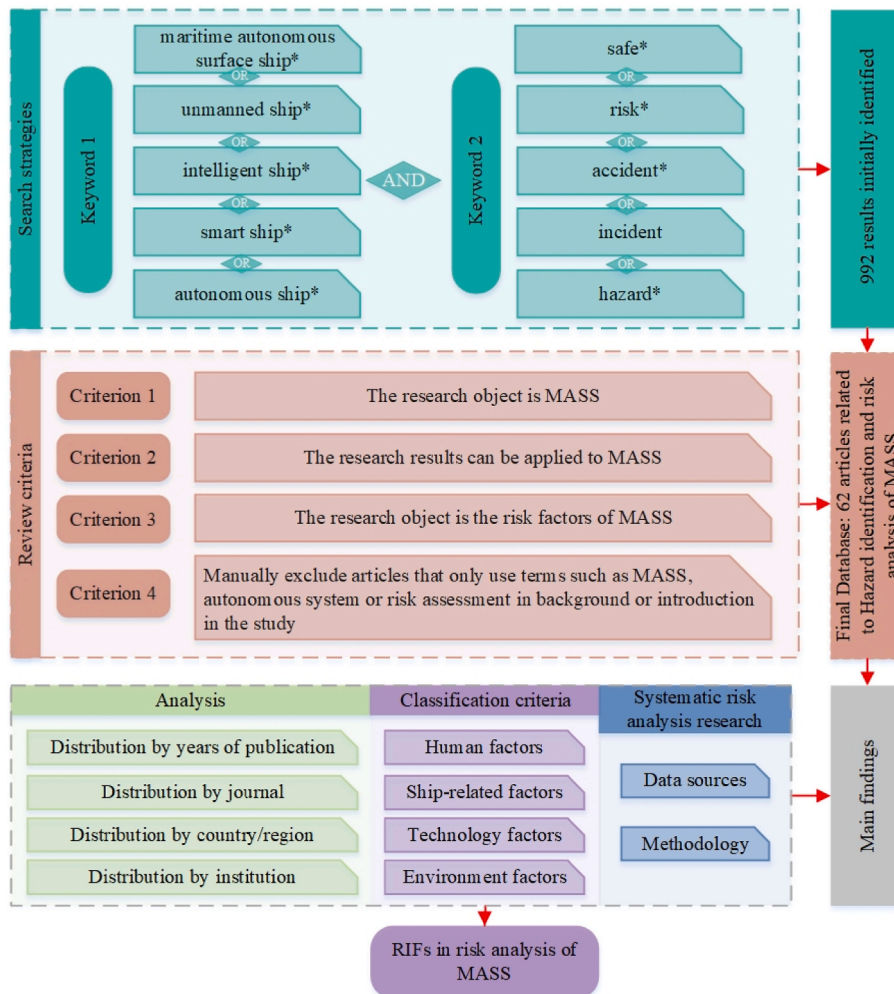 Search strategies
Keyword 1
maritime autonomous
surface ship*
OR
unmanned ship*
OR
intelligent ship*
OR
smart ship*
OR
autonomous ship*
AND
Keyword 2
safe*
OR
risk*
OR
accident*
OR
incident
OR
hazard*
992 results initially identified
Review criteria
Criterion 1
The research object is MASS
Criterion 2
The research results can be applied to MASS
Criterion 3
The research object is the risk factors of MASS
Criterion 4
Manually exclude articles that only use terms such as MASS,
autonomous system or risk assessment in background or introduction
in the study
Final Database: 62 articles related
to Hazard identification and risk
analysis of MASS
Analysis
Distribution by years of publication
Distribution by journal
Distribution by country/region
Distribution by institution
Classification criteria
Human factors
Ship-related factors
Technology factors
Environment factors
Systematic risk
analysis research
Data sources
Methodology
Main findings
RIFs in risk analysis of
MASS